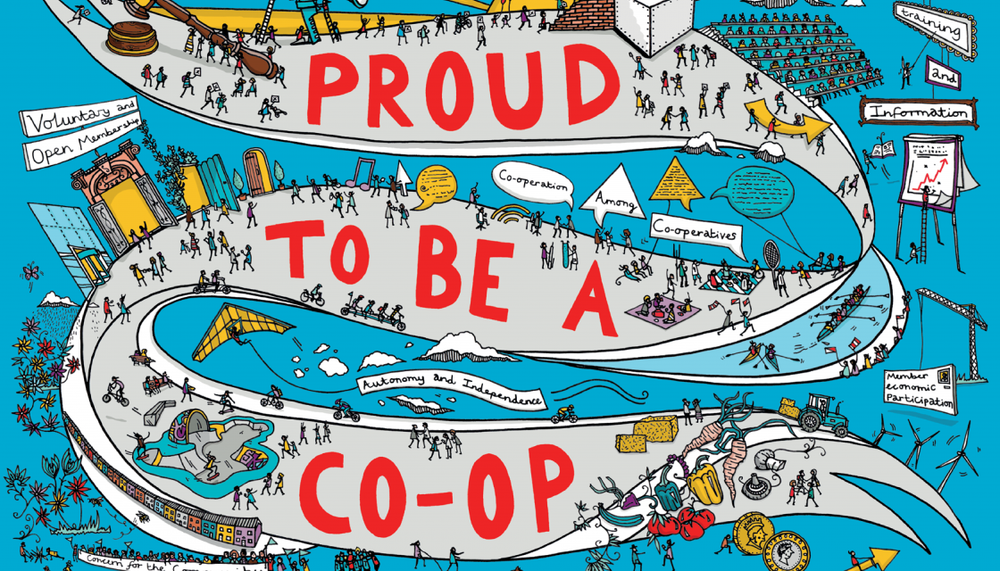 training
and
Information
PROUD
Voluntary and
Open Membership
Co-operation
Among
Co-operatives
TO BE A
Autonomy and Independence
Member
economic
Participation
CO-OP
Concern for the